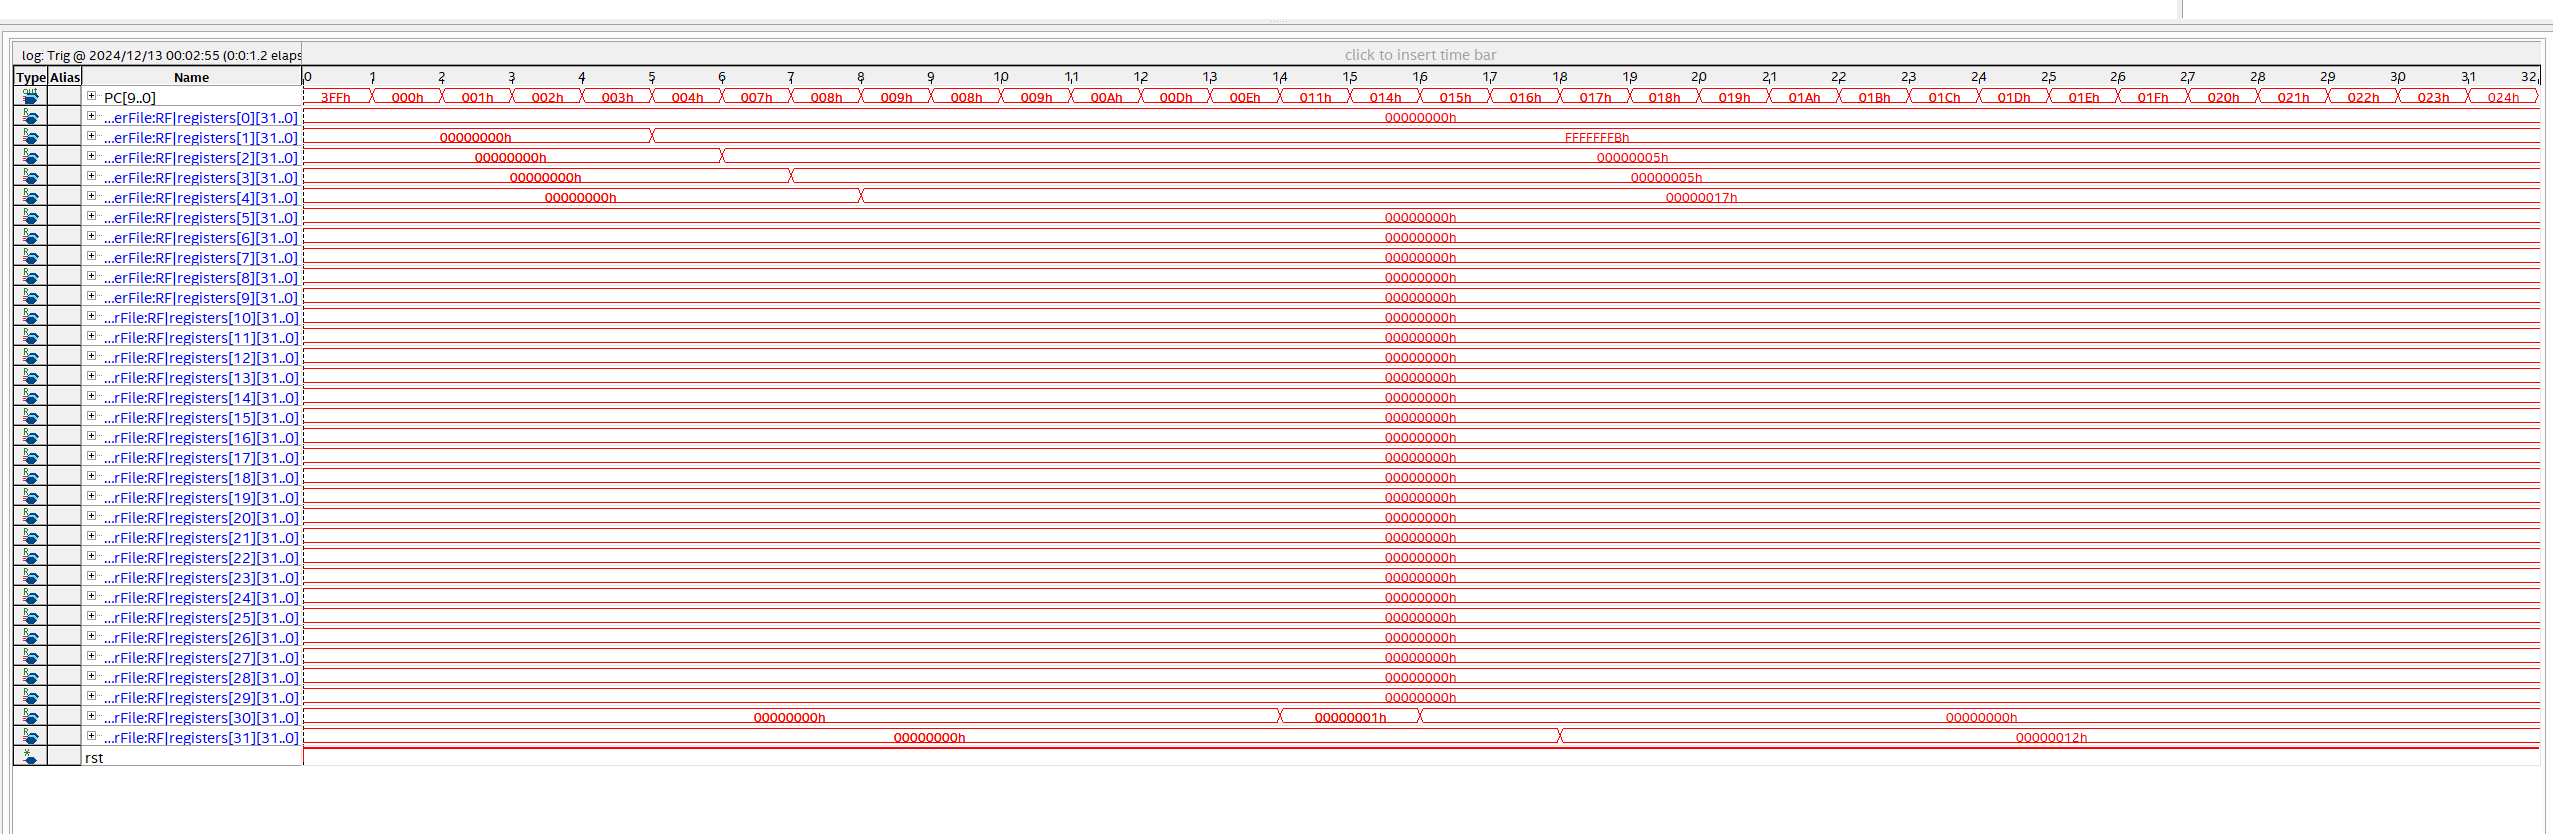 log: Trig @ 2024/12/13 00:02:55 (0:0:1.2 elaps
click to insert time bar
Type Alias Name 0 1 2 3 4 5 6 7 8 9 10 11 12 13 14 15 16 17 18 19 20 21 22 23 24 25 26 27 28 29 30 31 32
PC[9..0] 3FFh 000h 001h 002h 003h 004h 007h 008h 009h 008h 009h 00Ah 00Dh 00Eh 011h 014h 015h 016h 017h 018h 019h 01Ah 01Bh 01Ch 01Dh 01Eh 01Fh 020h 021h 022h 023h 024h
...erFile:RF|registers[0][31..0] 00000000h
...erFile:RF|registers[1][31..0] 00000000h FFFFFFFBh
...erFile:RF|registers[2][31..0] 00000000h 00000005h
...erFile:RF|registers[3][31..0] 00000000h 00000005h
...erFile:RF|registers[4][31..0] 00000000h 00000017h
...erFile:RF|registers[5][31..0] 00000000h
...erFile:RF|registers[6][31..0] 00000000h
...erFile:RF|registers[7][31..0] 00000000h
...erFile:RF|registers[8][31..0] 00000000h
...erFile:RF|registers[9][31..0] 00000000h
...rFile:RF|registers[10][31..0] 00000000h
...rFile:RF|registers[11][31..0] 00000000h
...rFile:RF|registers[12][31..0] 00000000h
...rFile:RF|registers[13][31..0] 00000000h
...rFile:RF|registers[14][31..0] 00000000h
...rFile:RF|registers[15][31..0] 00000000h
...rFile:RF|registers[16][31..0] 00000000h
...rFile:RF|registers[17][31..0] 00000000h
...rFile:RF|registers[18][31..0] 00000000h
...rFile:RF|registers[19][31..0] 00000000h
...rFile:RF|registers[20][31..0] 00000000h
...rFile:RF|registers[21][31..0] 00000000h
...rFile:RF|registers[22][31..0] 00000000h
...rFile:RF|registers[23][31..0] 00000000h
...rFile:RF|registers[24][31..0] 00000000h
...rFile:RF|registers[25][31..0] 00000000h
...rFile:RF|registers[26][31..0] 00000000h
...rFile:RF|registers[27][31..0] 00000000h
...rFile:RF|registers[28][31..0] 00000000h
...rFile:RF|registers[29][31..0] 00000000h
...rFile:RF|registers[30][31..0] 00000000h 00000001h 00000000h
...rFile:RF|registers[31][31..0] 00000000h 00000012h
rst